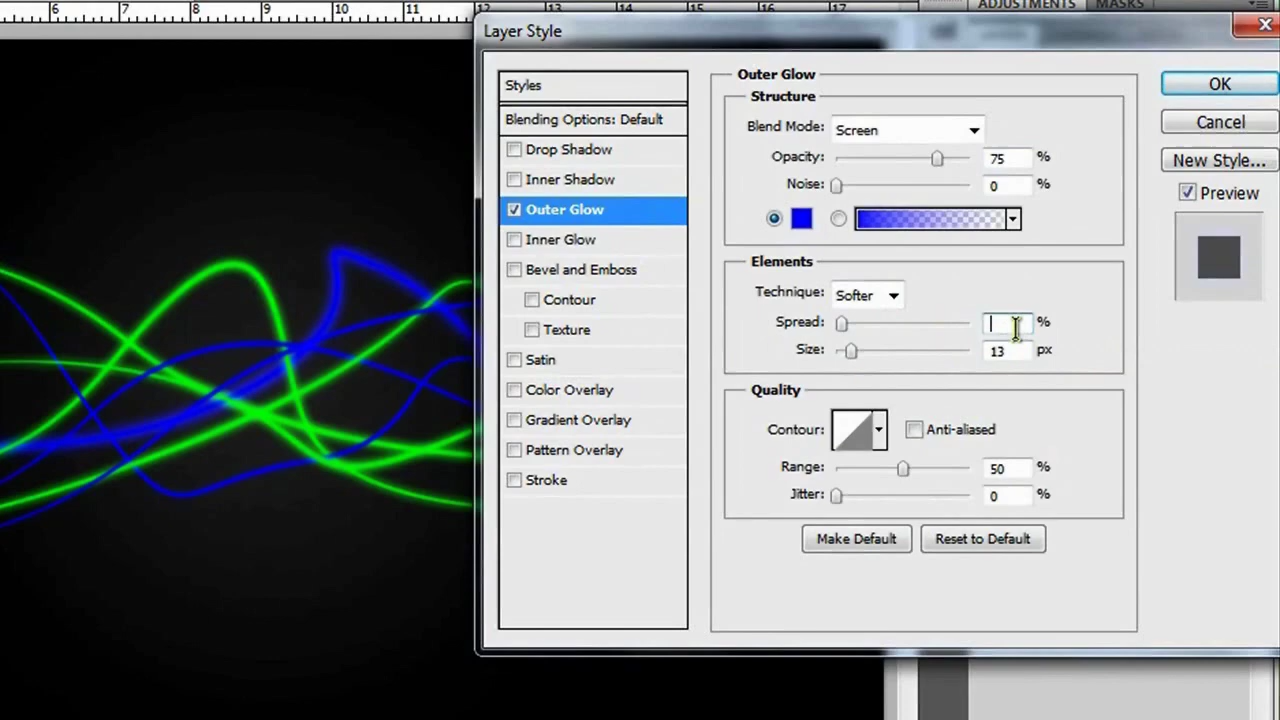 6 7 8 9 10 11 12 13 14 15 16 17
ADJUSTMENTS MASKS
Layer Style
Styles
Blending Options: Default
Drop Shadow
Inner Shadow
Outer Glow
Inner Glow
Bevel and Emboss
Contour
Texture
Satin
Color Overlay
Gradient Overlay
Pattern Overlay
Stroke
Outer Glow
Structure
Blend Mode: Screen
Opacity: 75 %
Noise: 0 %
Elements
Technique: Softer
Spread: %
Size: 13 px
Quality
Contour: Anti-aliased
Range: 50 %
Jitter: 0 %
Make Default Reset to Default
OK
Cancel
New Style...
Preview